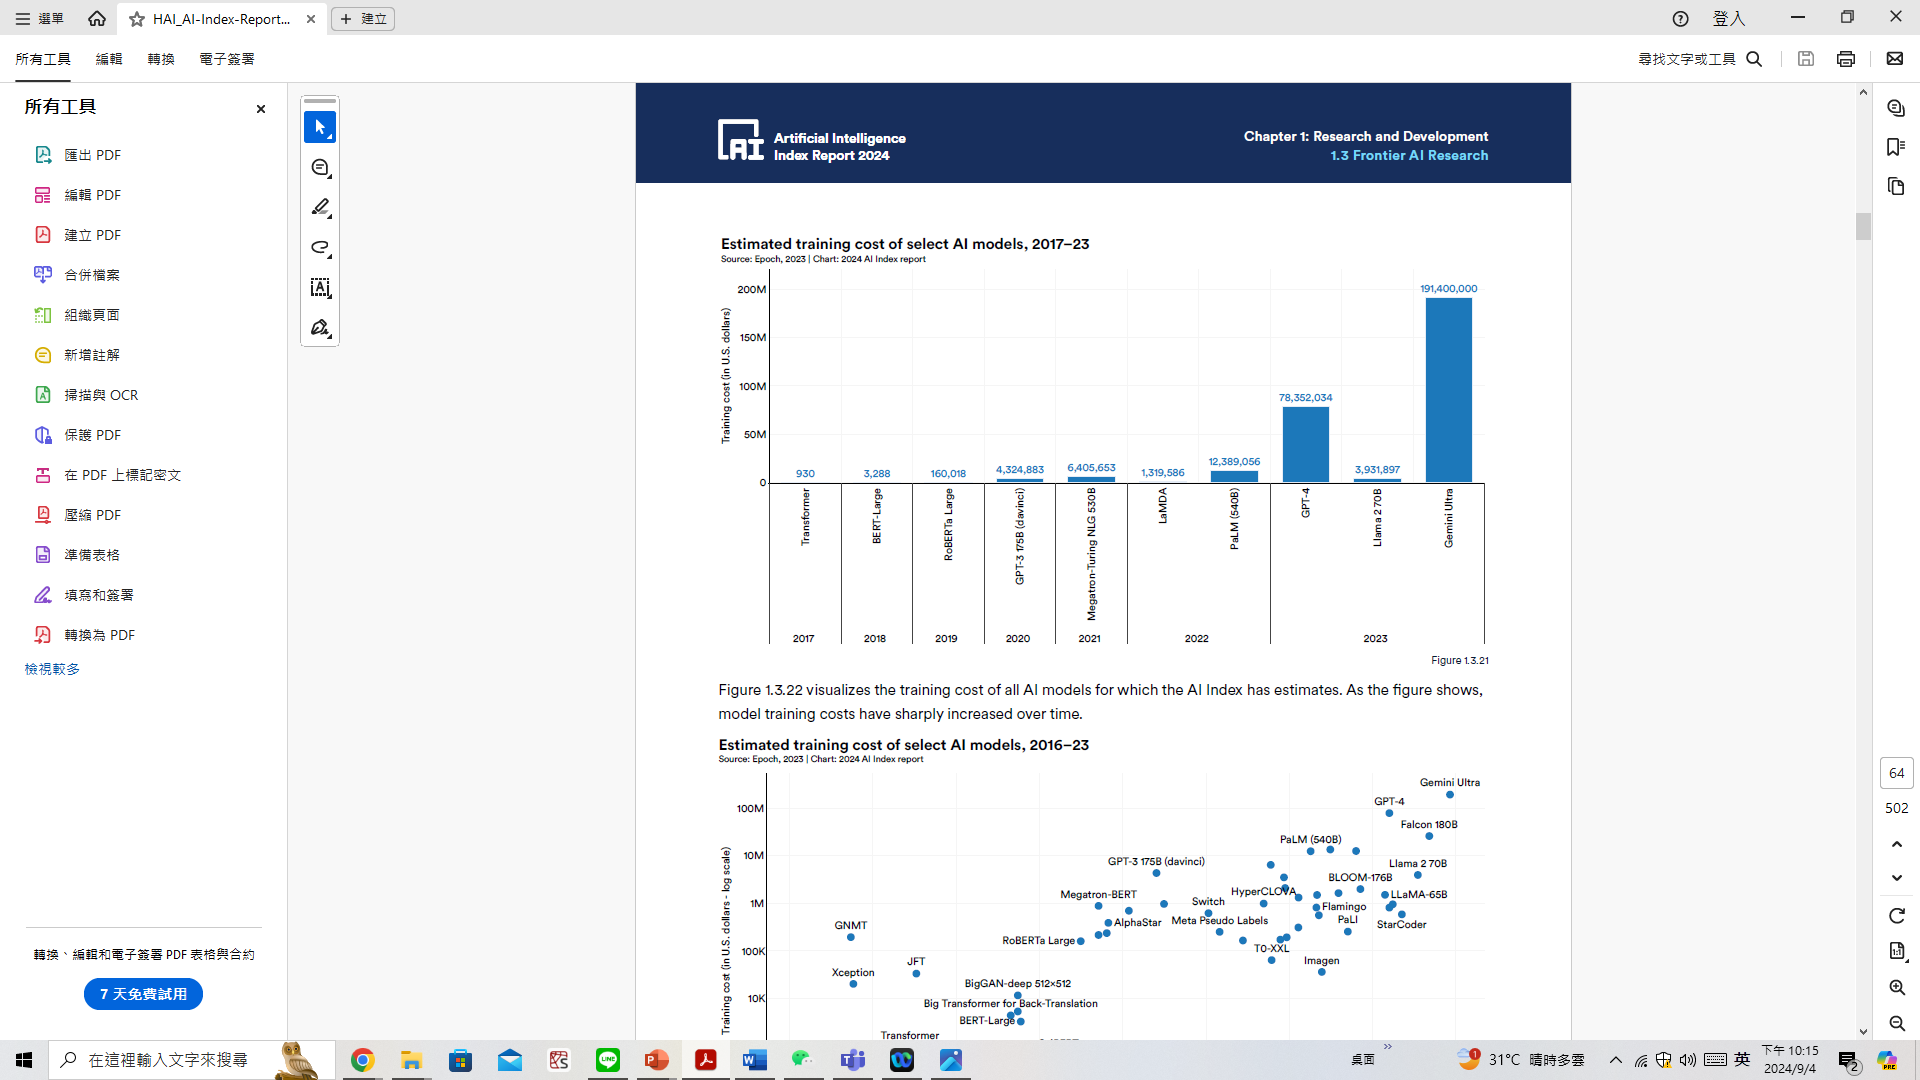 選單
HAI_AI-Index-Report...
建立
登入
所有工具
編輯
轉換
電子簽署
尋找文字或工具
所有工具
匯出 PDF
編輯 PDF
建立 PDF
合併檔案
組織頁面
新增註解
掃描與 OCR
保護 PDF
在 PDF 上標記密文
壓縮 PDF
準備表格
填寫和簽署
轉換為 PDF
檢視較多
轉換、編輯和電子簽署 PDF 表格與合約
7 天免費試用
AI
Artificial Intelligence
Index Report 2024
Chapter 1: Research and Development
1.3 Frontier AI Research
Estimated training cost of select AI models, 2017–23
Source: Epoch, 2023 | Chart: 2024 AI Index report
Training cost (in U.S. dollars)
200M
150M
100M
50M
0
930
3,288
160,018
4,324,883
6,405,653
1,319,586
12,389,056
78,352,034
3,931,897
191,400,000
Transformer
BERT-Large
RoBERTa Large
GPT-3 175B (davinci)
Megatron-Turing NLG 530B
LaMDA
PaLM (540B)
GPT-4
Llama 2 70B
Gemini Ultra
2017
2018
2019
2020
2021
2022
2023
Figure 1.3.21
Figure 1.3.22 visualizes the training cost of all AI models for which the AI Index has estimates. As the figure shows,
model training costs have sharply increased over time.
Estimated training cost of select AI models, 2016–23
Source: Epoch, 2023 | Chart: 2024 AI Index report
Training cost (in U.S. dollars - log scale)
100M
10M
1M
100K
10K
Gemini Ultra
GPT-4
Falcon 180B
PaLM (540B)
GPT-3 175B (davinci)
Llama 2 70B
BLOOM-176B
Megatron-BERT
HyperCLOVA
LLaMA-65B
Switch
Flamingo
GNMT
AlphaStar
Meta Pseudo Labels
PaLI
StarCoder
RoBERTa Large
T0-XXL
JFT
Imagen
Xception
BigGAN-deep 512×512
Big Transformer for Back-Translation
BERT-Large
Transformer
64
502
1:1
在這裡輸入文字來搜尋
桌面
1
31°C 晴時多雲
英
下午 10:15
2024/9/4
2